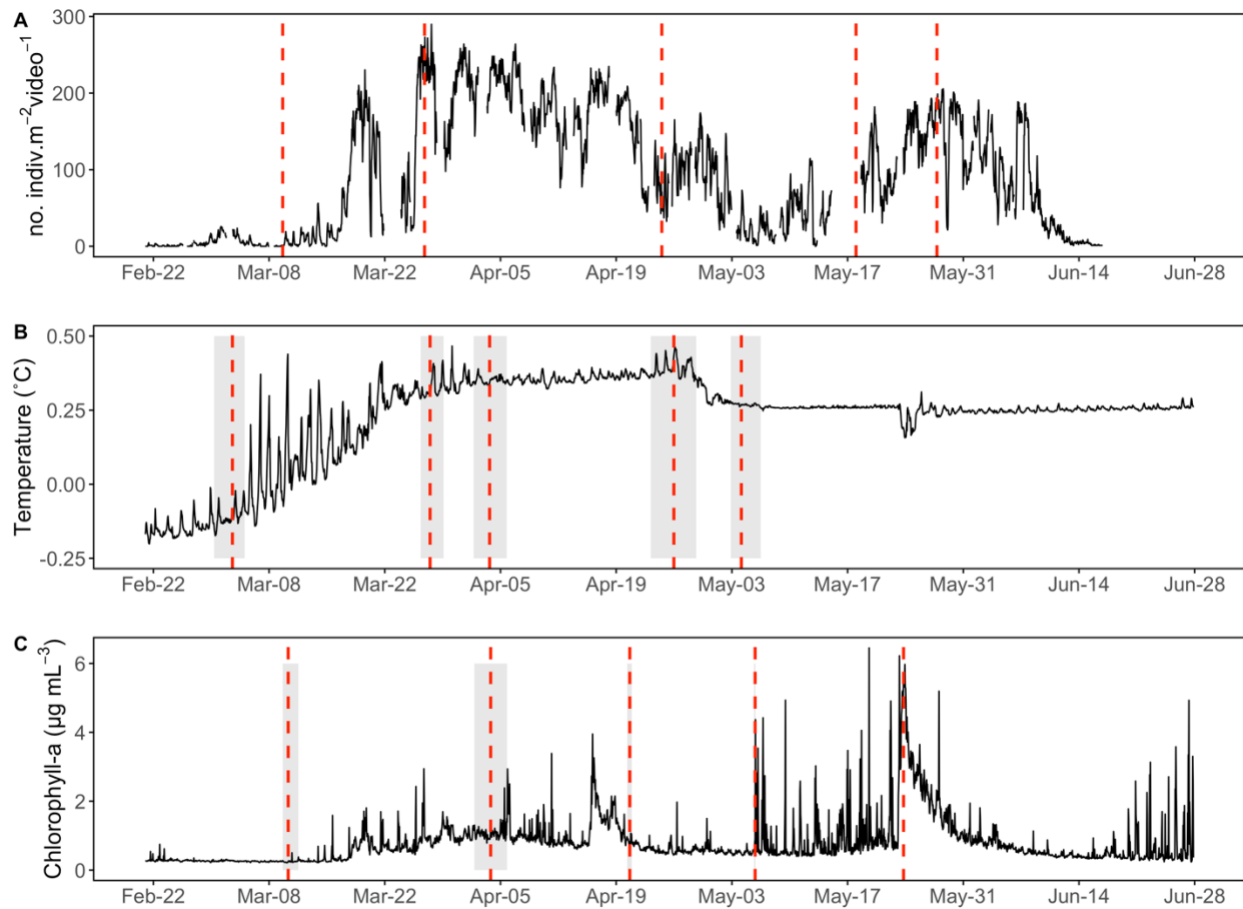 A
no. indiv.m⁻²video⁻¹
300
200
100
0
Feb-22 Mar-08 Mar-22 Apr-05 Apr-19 May-03 May-17 May-31 Jun-14 Jun-28
B
Temperature (˚C)
0.50
0.25
0.00
-0.25
Feb-22 Mar-08 Mar-22 Apr-05 Apr-19 May-03 May-17 May-31 Jun-14 Jun-28
C
Chlorophyll-a (µg mL⁻³)
6
4
2
0
Feb-22 Mar-08 Mar-22 Apr-05 Apr-19 May-03 May-17 May-31 Jun-14 Jun-28